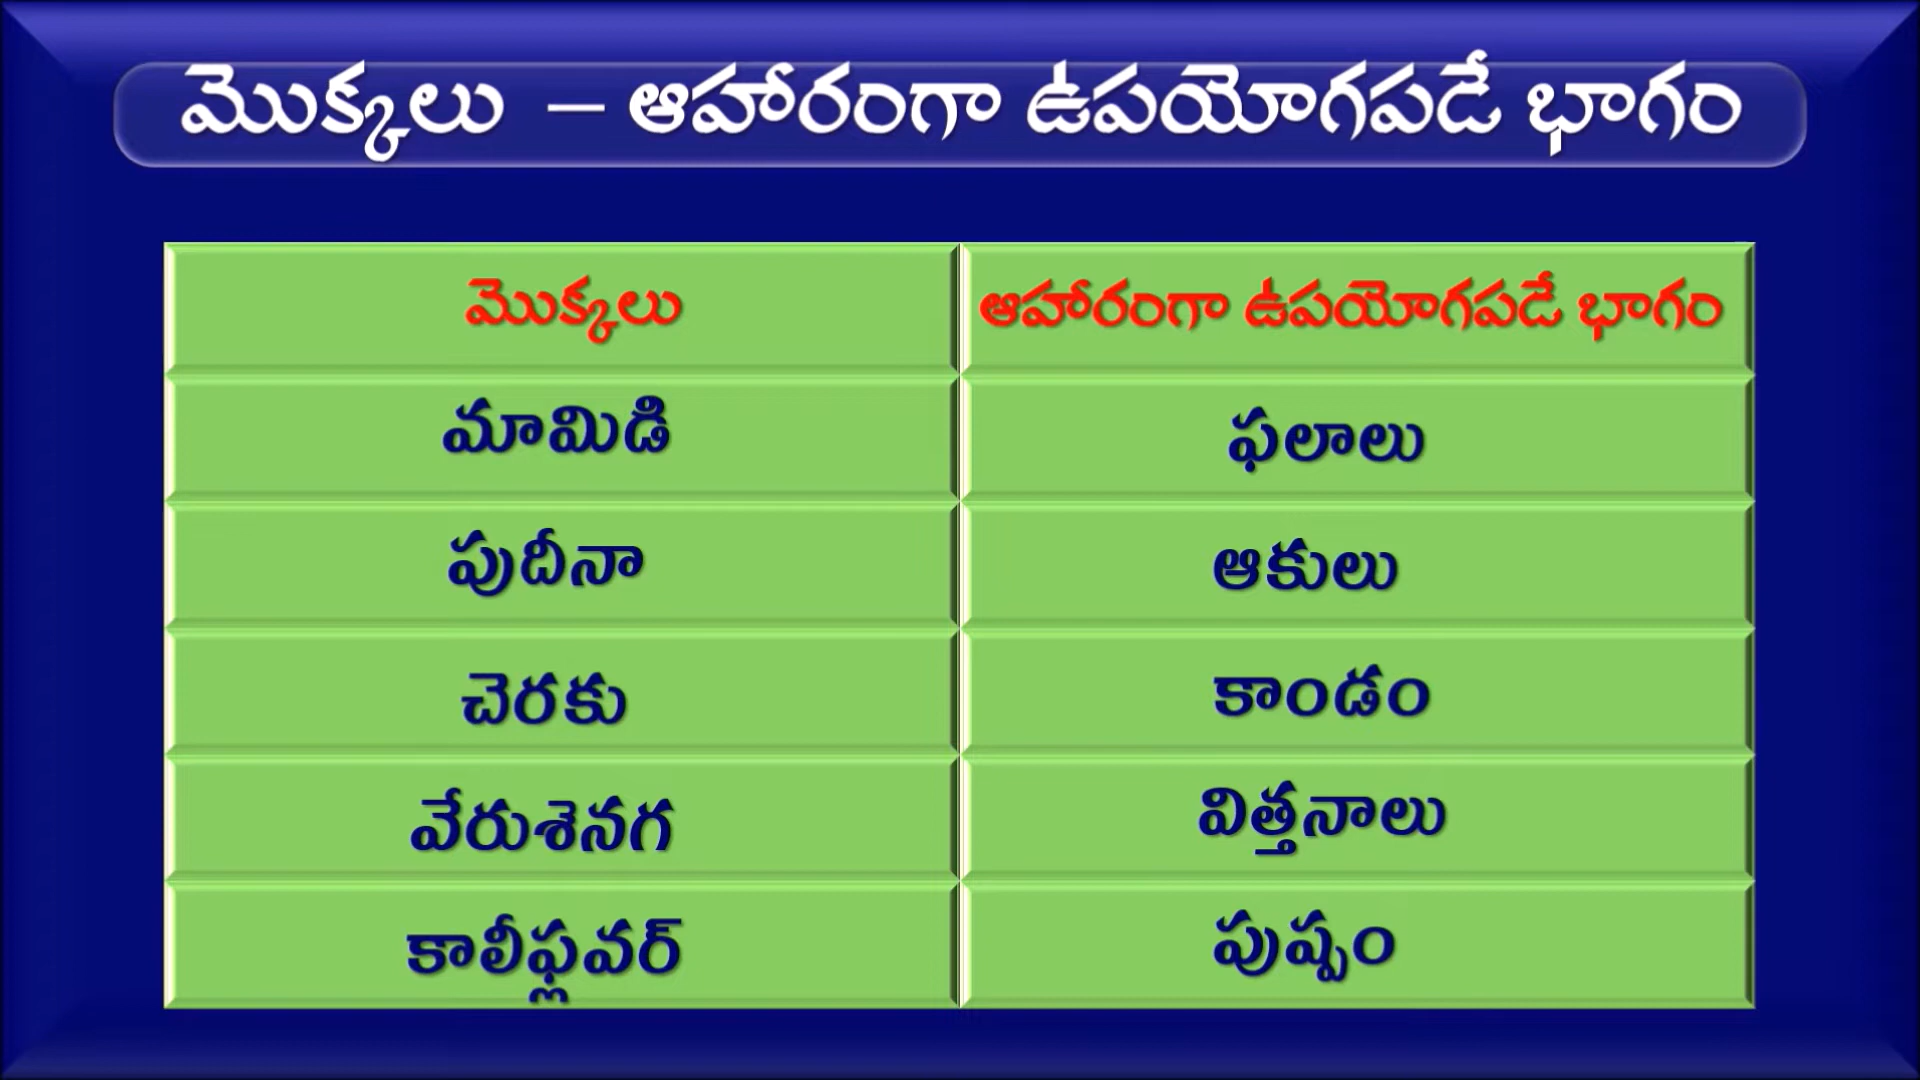 మొక్కలు – ఆహారంగా ఉపయోగపడే భాగం
మొక్కలు ఆహారంగా ఉపయోగపడే భాగం
మామిడి ఫలాలు
పుదీనా ఆకులు
చెరకు కాండం
వేరుశెనగ విత్తనాలు
కాలీఫ్లవర్ పుష్పం